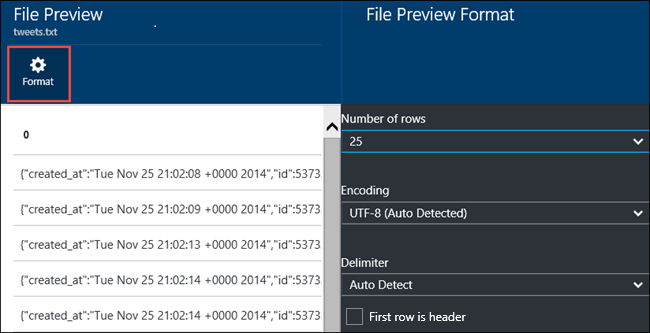 File Preview
tweets.txt
Format
0
{"created_at":"Tue Nov 25 21:02:08 +0000 2014","id":5373
{"created_at":"Tue Nov 25 21:02:09 +0000 2014","id":5373
{"created_at":"Tue Nov 25 21:02:13 +0000 2014","id":5373
{"created_at":"Tue Nov 25 21:02:14 +0000 2014","id":5373
{"created_at":"Tue Nov 25 21:02:14 +0000 2014","id":5373
File Preview Format
Number of rows
25
Encoding
UTF-8 (Auto Detected)
Delimiter
Auto Detect
First row is header